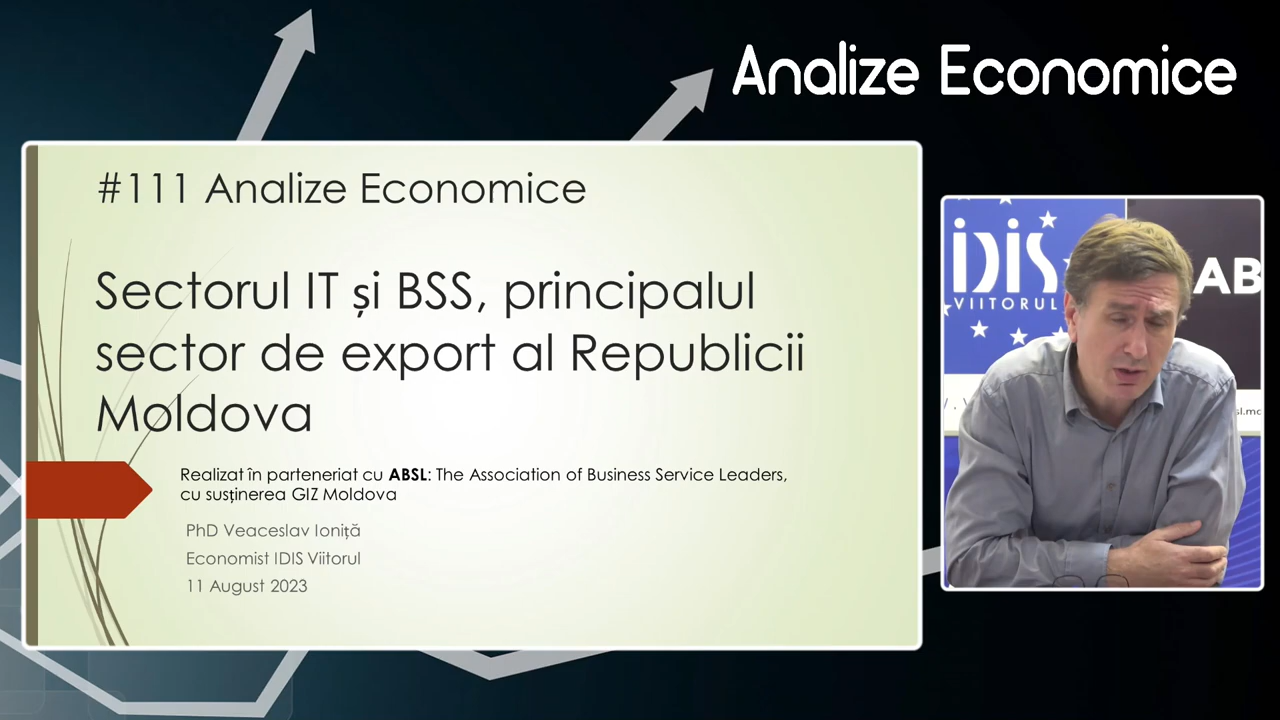 Analize Economice
#111 Analize Economice
Sectorul IT și BSS, principalul
sector de export al Republicii
Moldova
Realizat în parteneriat cu ABSL: The Association of Business Service Leaders,
cu susținerea GIZ Moldova
PhD Veaceslav Ioniță
Economist IDIS Viitorul
11 August 2023
IDIS
VIITORUL
AB